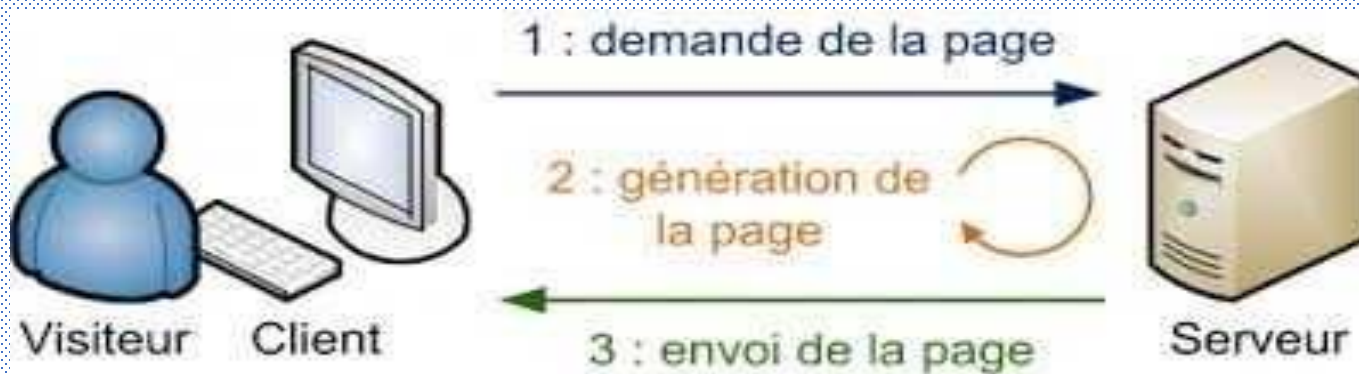 1 : demande de la page
2 : génération de
la page
3 : envoi de la page
Visiteur
Client
Serveur